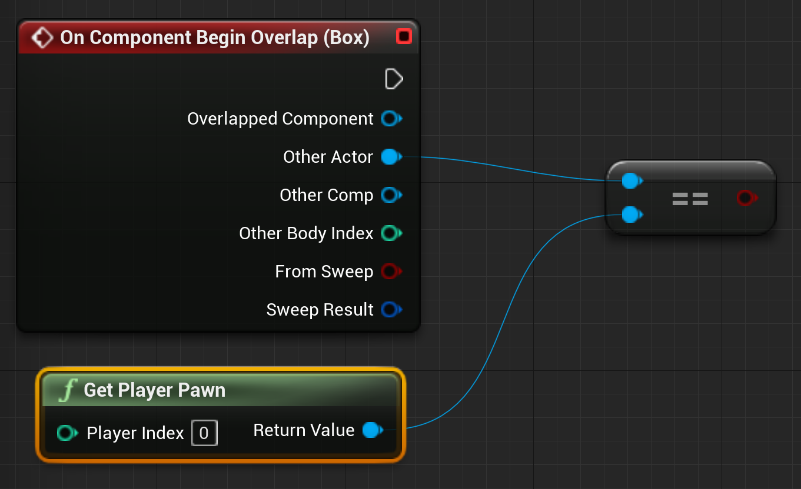 On Component Begin Overlap (Box)
Overlapped Component
Other Actor
==
Other Comp
Other Body Index
From Sweep
Sweep Result
f Get Player Pawn
Player Index 0 Return Value